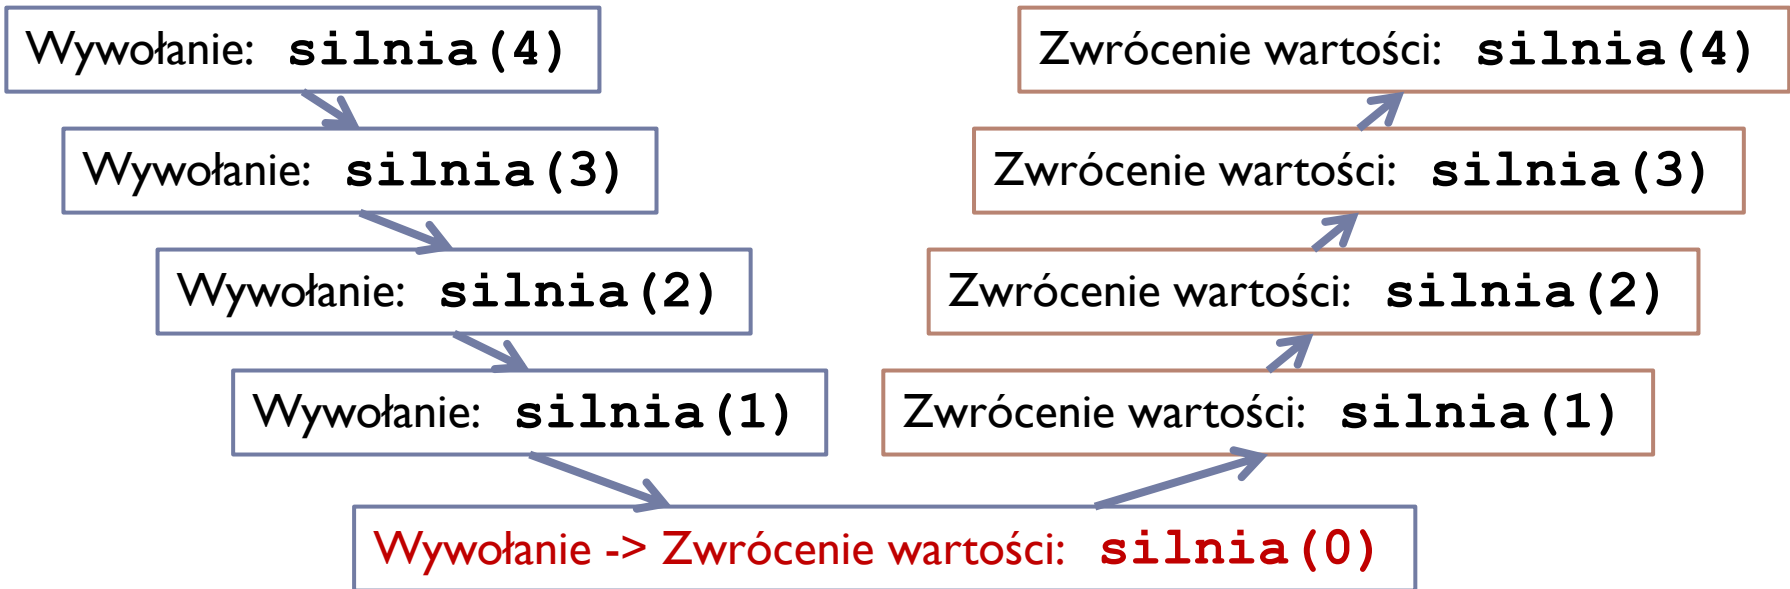 Wywołanie: silnia(4)
Zwrócenie wartości: silnia(4)
Wywołanie: silnia(3)
Zwrócenie wartości: silnia(3)
Wywołanie: silnia(2)
Zwrócenie wartości: silnia(2)
Wywołanie: silnia(1)
Zwrócenie wartości: silnia(1)
Wywołanie -> Zwrócenie wartości: silnia(0)